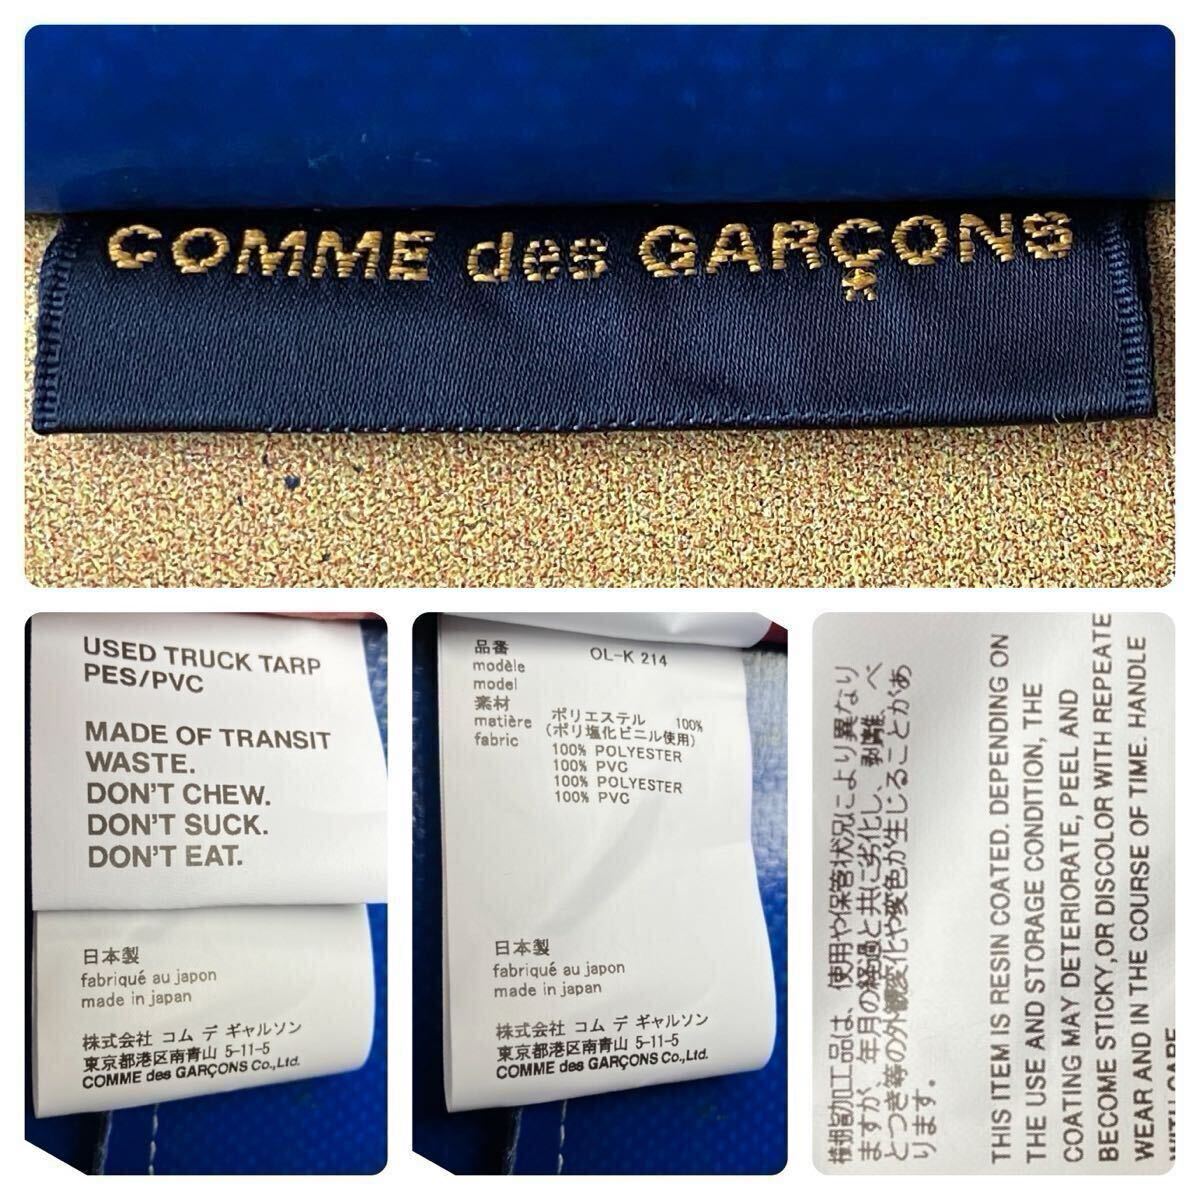 COMME des GARÇONS
USED TRUCK TARP
PES/PVC
MADE OF TRANSIT
WASTE.
DON'T CHEW.
DON'T SUCK.
DON'T EAT.
日本製
fabriqué au japon
made in japan
株式会社 コム デ ギャルソン
東京都港区南青山 5-11-5
COMME des GARÇONS Co.,Ltd.
品番 OL-K 214
modèle
model
素材
matière ポリエステル 100%
fabric (ポリ塩化ビニル使用)
100% POLYESTER
100% PVC
100% POLYESTER
100% PVC
日本製
fabriqué au japon
made in japan
株式会社 コム デ ギャルソン
東京都港区南青山 5-11-5
COMME des GARÇONS Co.,Ltd.
樹脂加工品は、使用や保管状況により異なり
ますが、年月の経過と共に劣化し、剥離、べ
とつき等の外観変化や変色が生じることがあ
ります。
THIS ITEM IS RESIN COATED. DEPENDING ON
THE USE AND STORAGE CONDITION, THE
COATING MAY DETERIORATE, PEEL AND
BECOME STICKY, OR DISCOLOR WITH REPEATE
WEAR AND IN THE COURSE OF TIME. HANDLE
WITH CARE